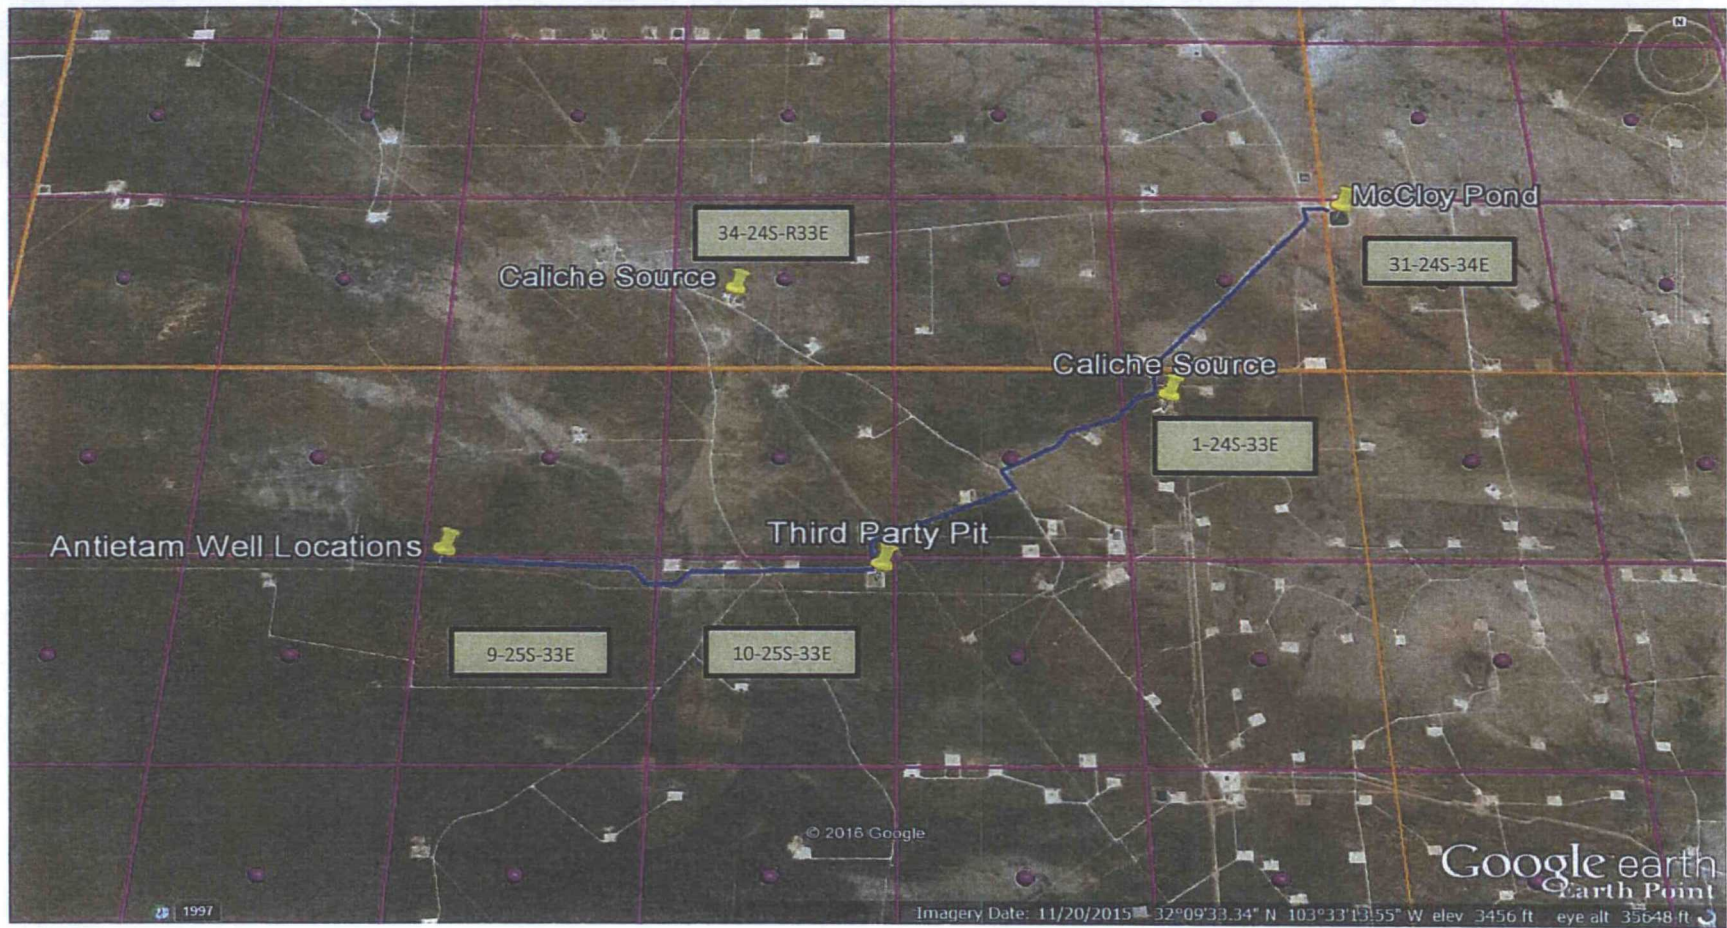 N
McCloy Pond
34-24S-R33E
31-24S-34E
Caliche Source
Caliche Source
1-24S-33E
Third Party Pit
Antietam Well Locations
9-25S-33E
10-25S-33E
© 2016 Google
Google earth
Earth Point
1997
Imagery Date: 11/20/2015 32°09'33.34" N 103°33'13.55" W elev 3456 ft eye alt 35648 ft